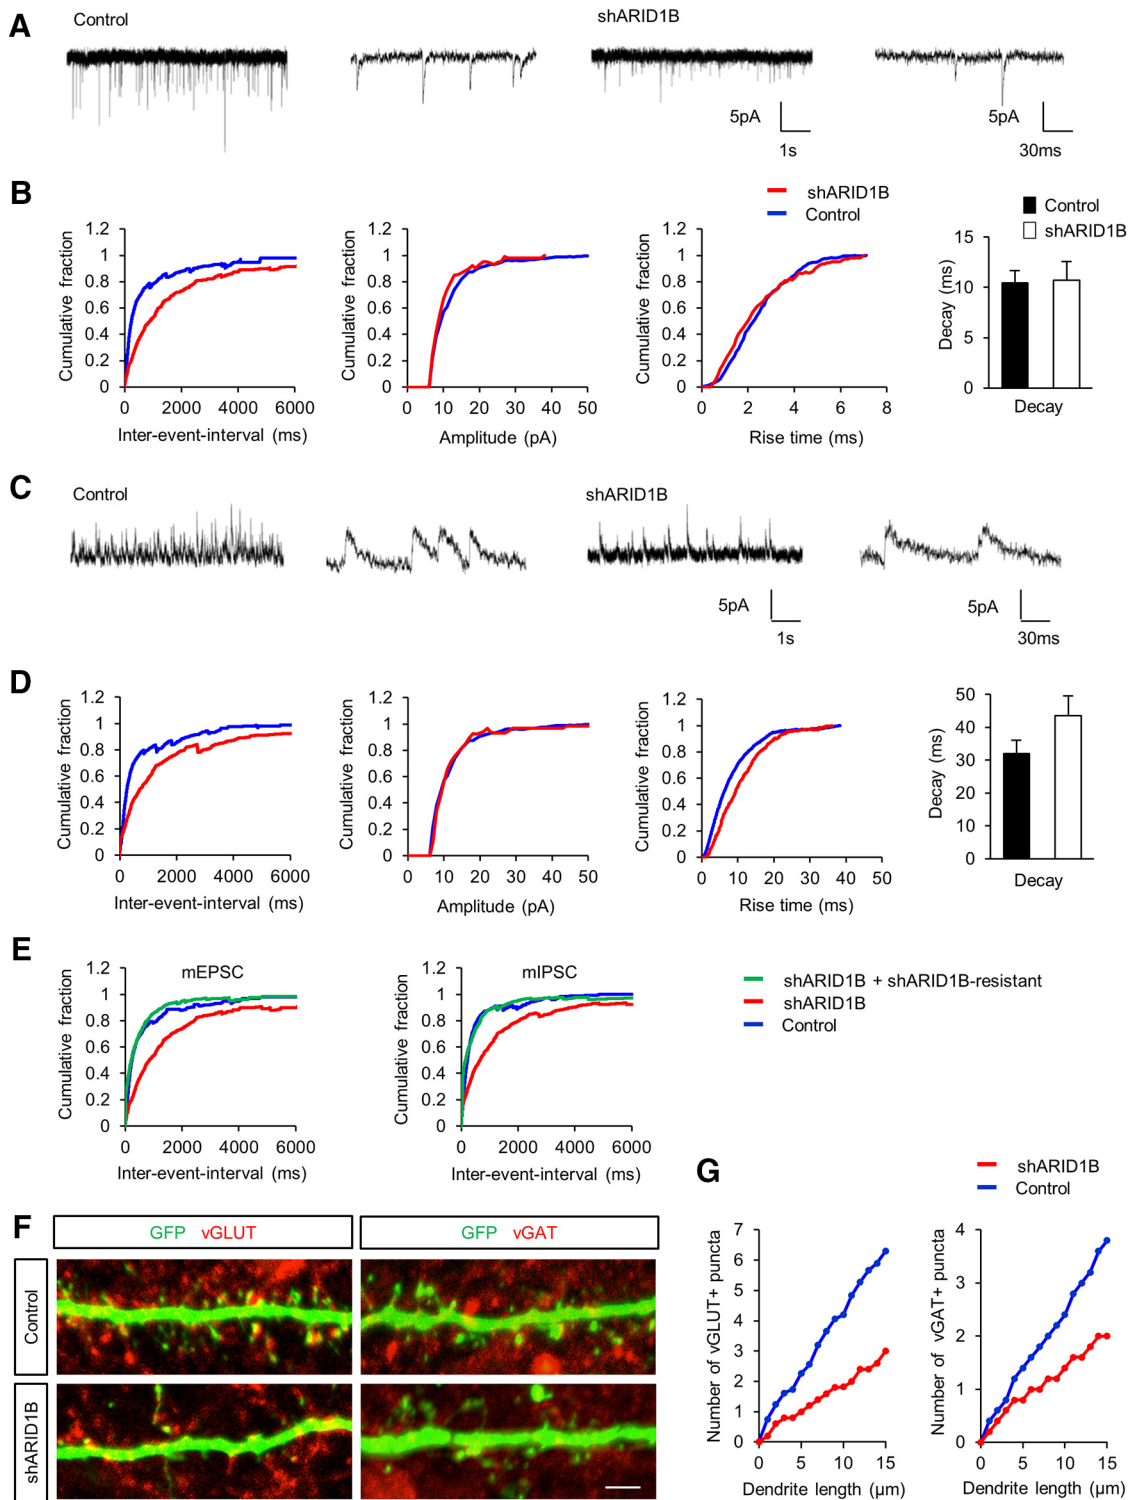 A
Control
shARID1B
5pA
1s
5pA
30ms
B
shARID1B
Control
Control
shARID1B
Cumulative fraction
1.2
1
0.8
0.6
0.4
0.2
0
0 2000 4000 6000
Inter-event-interval (ms)
Cumulative fraction
1.2
1
0.8
0.6
0.4
0.2
0
0 10 20 30 40 50
Amplitude (pA)
Cumulative fraction
1.2
1
0.8
0.6
0.4
0.2
0
0 2 4 6 8
Rise time (ms)
Decay (ms)
15
10
5
0
Decay
C
Control
shARID1B
5pA
1s
5pA
30ms
D
Cumulative fraction
1.2
1
0.8
0.6
0.4
0.2
0
0 2000 4000 6000
Inter-event-interval (ms)
Cumulative fraction
1.2
1
0.8
0.6
0.4
0.2
0
0 10 20 30 40 50
Amplitude (pA)
Cumulative fraction
1.2
1
0.8
0.6
0.4
0.2
0
0 10 20 30 40 50
Rise time (ms)
Decay (ms)
50
40
30
20
10
0
Decay
E
mEPSC
Cumulative fraction
1.2
1
0.8
0.6
0.4
0.2
0
0 2000 4000 6000
Inter-event-interval (ms)
mIPSC
Cumulative fraction
1.2
1
0.8
0.6
0.4
0.2
0
0 2000 4000 6000
Inter-event-interval (ms)
shARID1B + shARID1B-resistant
shARID1B
Control
F
GFP vGLUT
GFP vGAT
Control
shARID1B
G
shARID1B
Control
Number of vGLUT+ puncta
7
6
5
4
3
2
1
0
0 5 10 15
Dendrite length (μm)
Number of vGAT+ puncta
4
3
2
1
0
0 5 10 15
Dendrite length (μm)